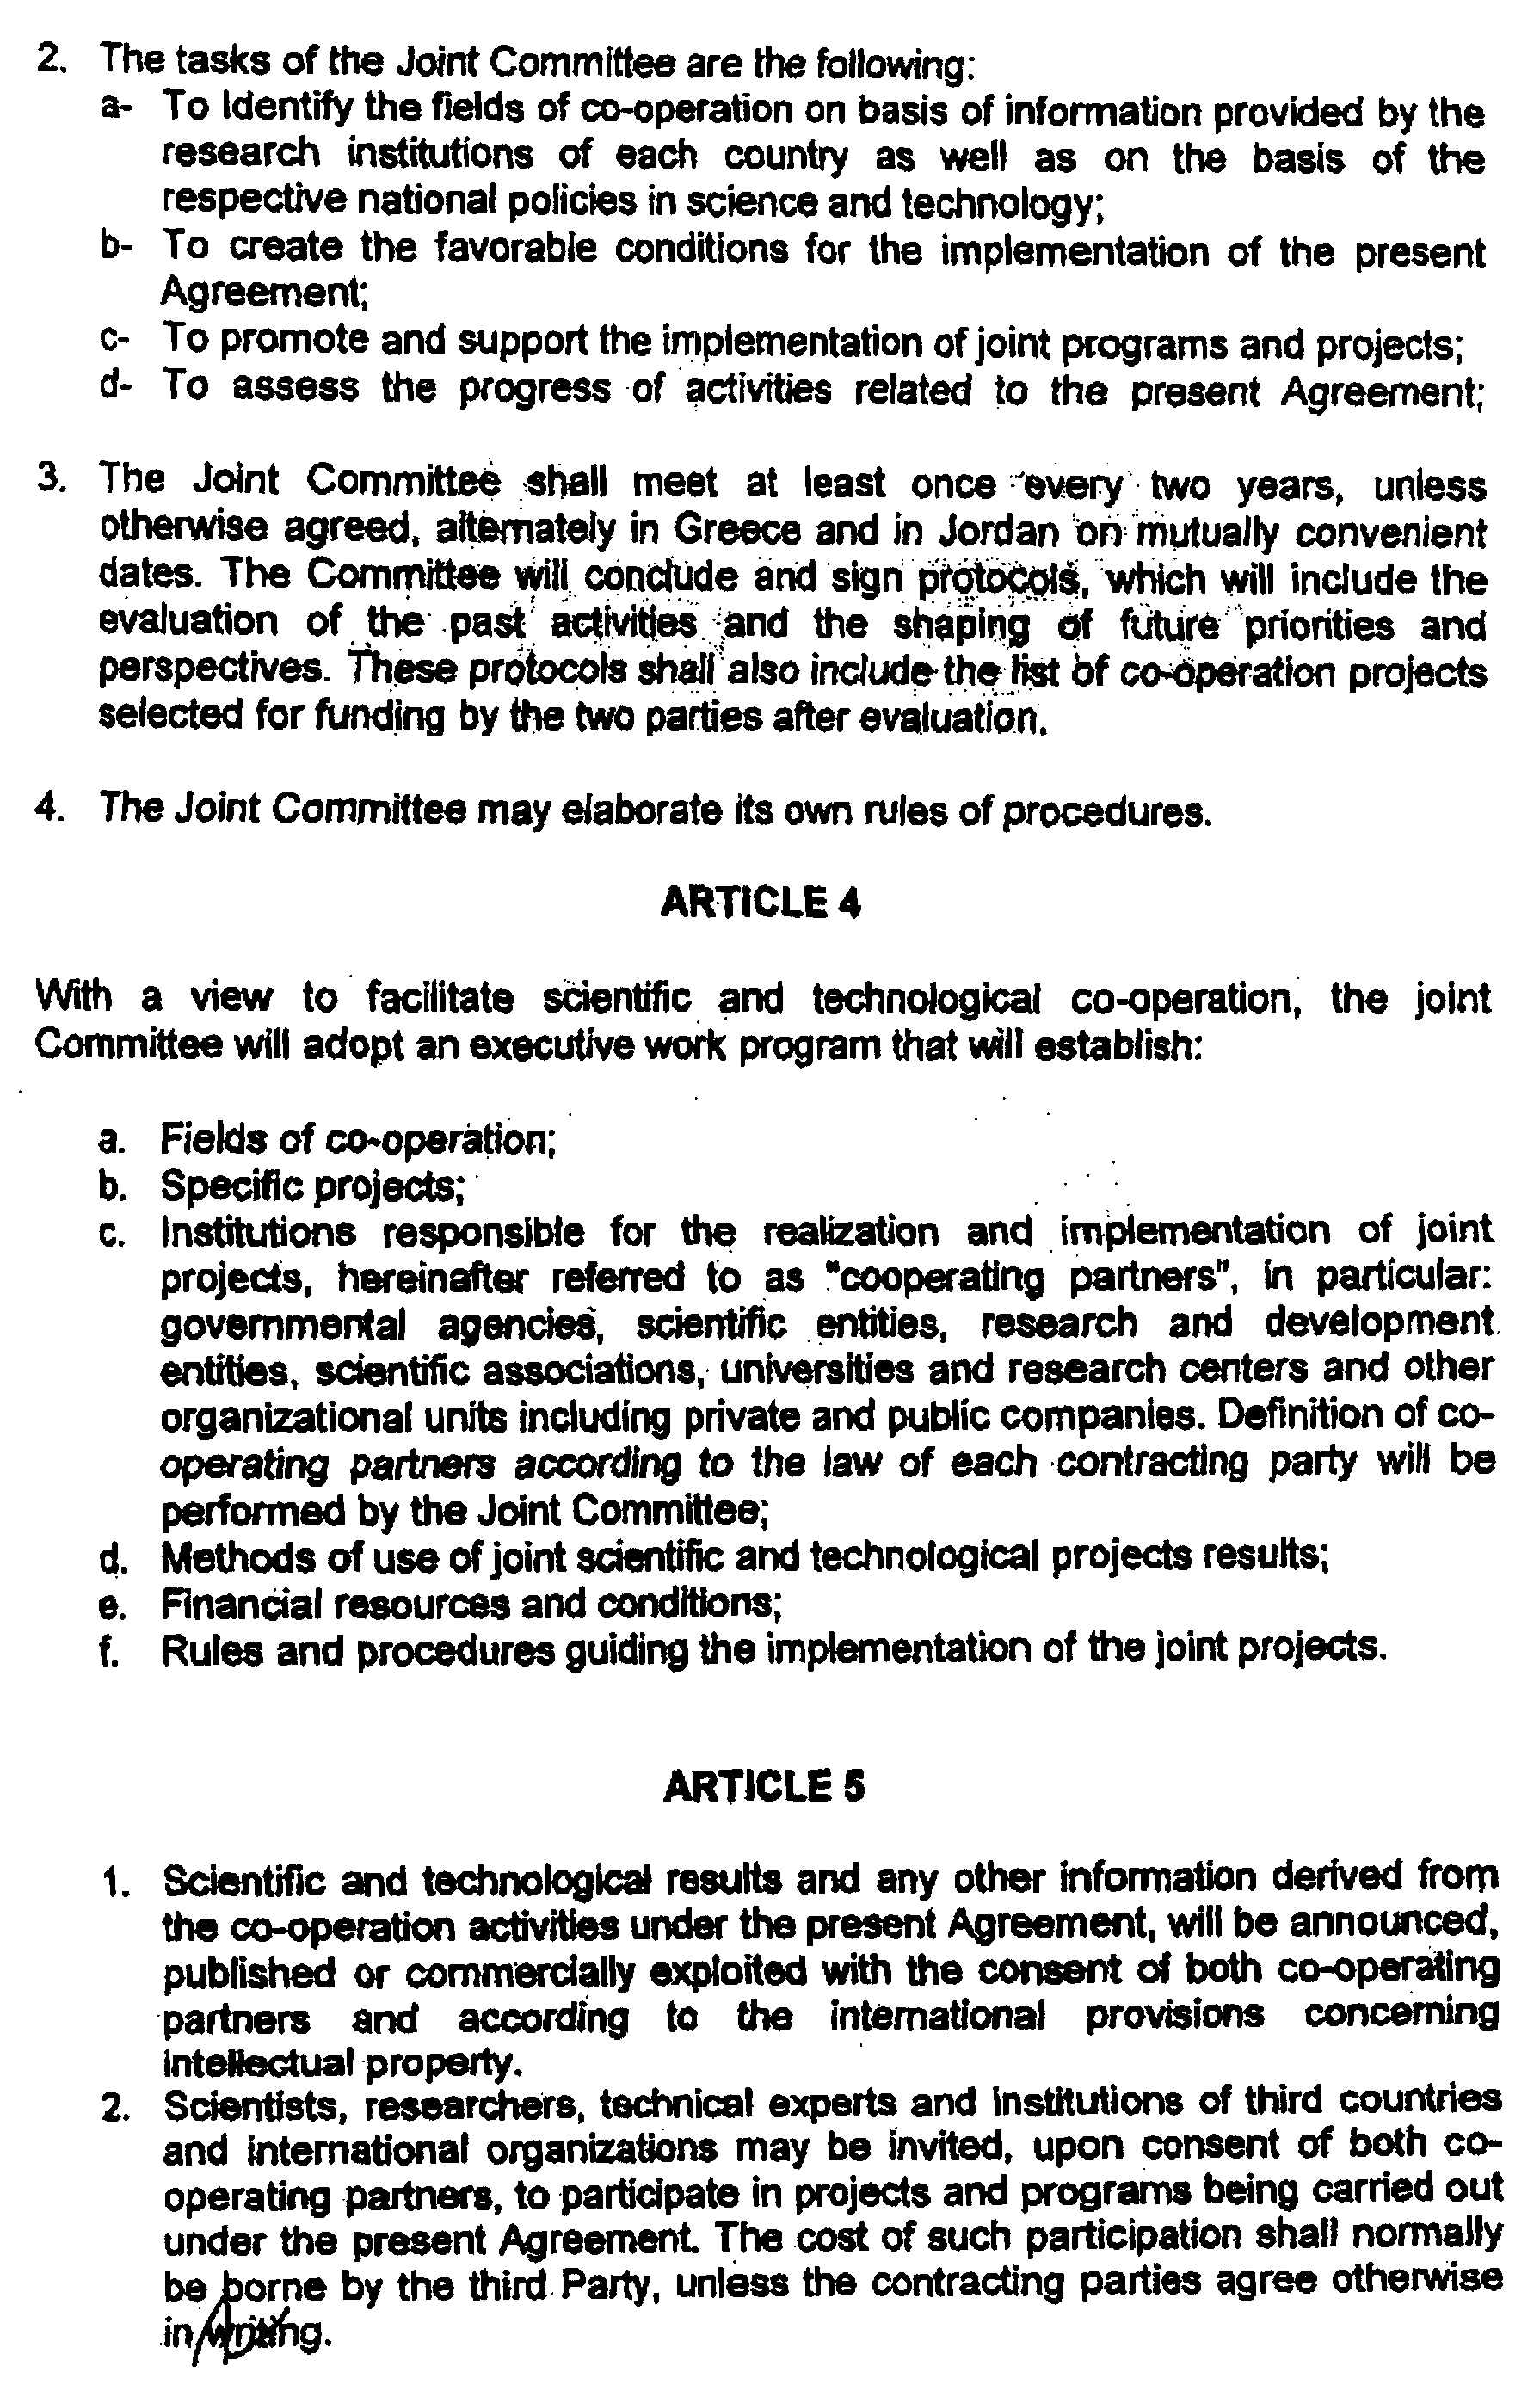 2. The tasks of the Joint Committee are the following:
a- To Identify the fields of co-operation on basis of information provided by the
research institutions of each country as well as on the basis of the
respective national policies in science and technology;
b- To create the favorable conditions for the implementation of the present
Agreement;
c- To promote and support the implementation of joint programs and projects;
d- To assess the progress of activities related to the present Agreement;
3. The Joint Committee shall meet at least once every two years, unless
otherwise agreed, alternately in Greece and in Jordan on mutually convenient
dates. The Committee will conclude and sign protocols, which will include the
evaluation of the past activities and the shaping of future priorities and
perspectives. These protocols shall also include the list of co-operation projects
selected for funding by the two parties after evaluation.
4. The Joint Committee may elaborate its own rules of procedures.
ARTICLE 4
With a view to facilitate scientific and technological co-operation, the joint
Committee will adopt an executive work program that will establish:
a. Fields of co-operation;
b. Specific projects;
c. Institutions responsible for the realization and implementation of joint
projects, hereinafter referred to as "cooperating partners", in particular:
governmental agencies, scientific entities, research and development
entities, scientific associations, universities and research centers and other
organizational units including private and public companies. Definition of co-
operating partners according to the law of each contracting party will be
performed by the Joint Committee;
d. Methods of use of joint scientific and technological projects results;
e. Financial resources and conditions;
f. Rules and procedures guiding the implementation of the joint projects.
ARTICLE 5
1. Scientific and technological results and any other information derived from
the co-operation activities under the present Agreement, will be announced,
published or commercially exploited with the consent of both co-operating
partners and according to the international provisions concerning
intellectual property.
2. Scientists, researchers, technical experts and institutions of third countries
and international organizations may be invited, upon consent of both co-
operating partners, to participate in projects and programs being carried out
under the present Agreement. The cost of such participation shall normally
be borne by the third Party, unless the contracting parties agree otherwise
in writing.